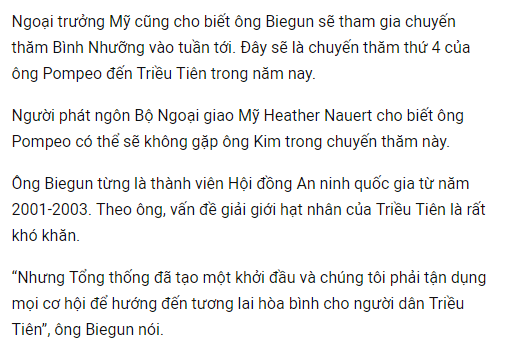 Ngoại trưởng Mỹ cũng cho biết ông Biegun sẽ tham gia chuyến
thăm Bình Nhưỡng vào tuần tới. Đây sẽ là chuyến thăm thứ 4 của
ông Pompeo đến Triều Tiên trong năm nay.
Người phát ngôn Bộ Ngoại giao Mỹ Heather Nauert cho biết ông
Pompeo có thể sẽ không gặp ông Kim trong chuyến thăm này.
Ông Biegun từng là thành viên Hội đồng An ninh quốc gia từ năm
2001-2003. Theo ông, vấn đề giải giới hạt nhân của Triều Tiên là rất
khó khăn.
“Nhưng Tổng thống đã tạo một khởi đầu và chúng tôi phải tận dụng
mọi cơ hội để hướng đến tương lai hòa bình cho người dân Triều
Tiên”, ông Biegun nói.